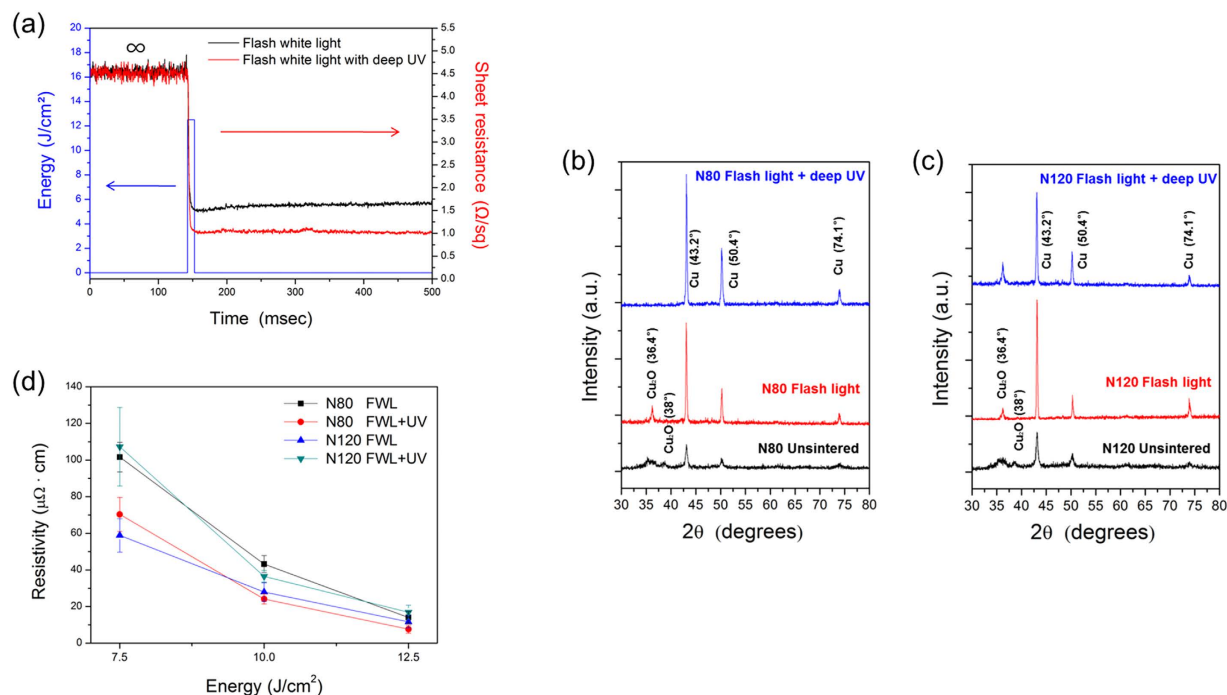 (a)
∞
Flash white light
Flash white light with deep UV
Energy (J/cm²)
20
18
16
14
12
10
8
6
4
2
0
Sheet resistance (Ω/sq)
5.5
5.0
4.5
4.0
3.5
3.0
2.5
2.0
1.5
1.0
0.5
0.0
0 100 200 300 400 500
Time (msec)
(b)
N80 Flash light + deep UV
Cu (43.2°)
Cu (50.4°)
Cu (74.1°)
Cu₂O (36.4°)
Cu₂O (38°)
N80 Flash light
N80 Unsintered
Intensity (a.u.)
30 35 40 45 50 55 60 65 70 75 80
2θ (degrees)
(c)
N120 Flash light + deep UV
Cu (43.2°)
Cu (50.4°)
Cu (74.1°)
Cu₂O (36.4°)
Cu₂O (38°)
N120 Flash light
N120 Unsintered
Intensity (a.u.)
30 35 40 45 50 55 60 65 70 75 80
2θ (degrees)
(d)
N80 FWL
N80 FWL+UV
N120 FWL
N120 FWL+UV
Resistivity (μΩ · cm)
140
120
100
80
60
40
20
0
7.5 10.0 12.5
Energy (J/cm²)